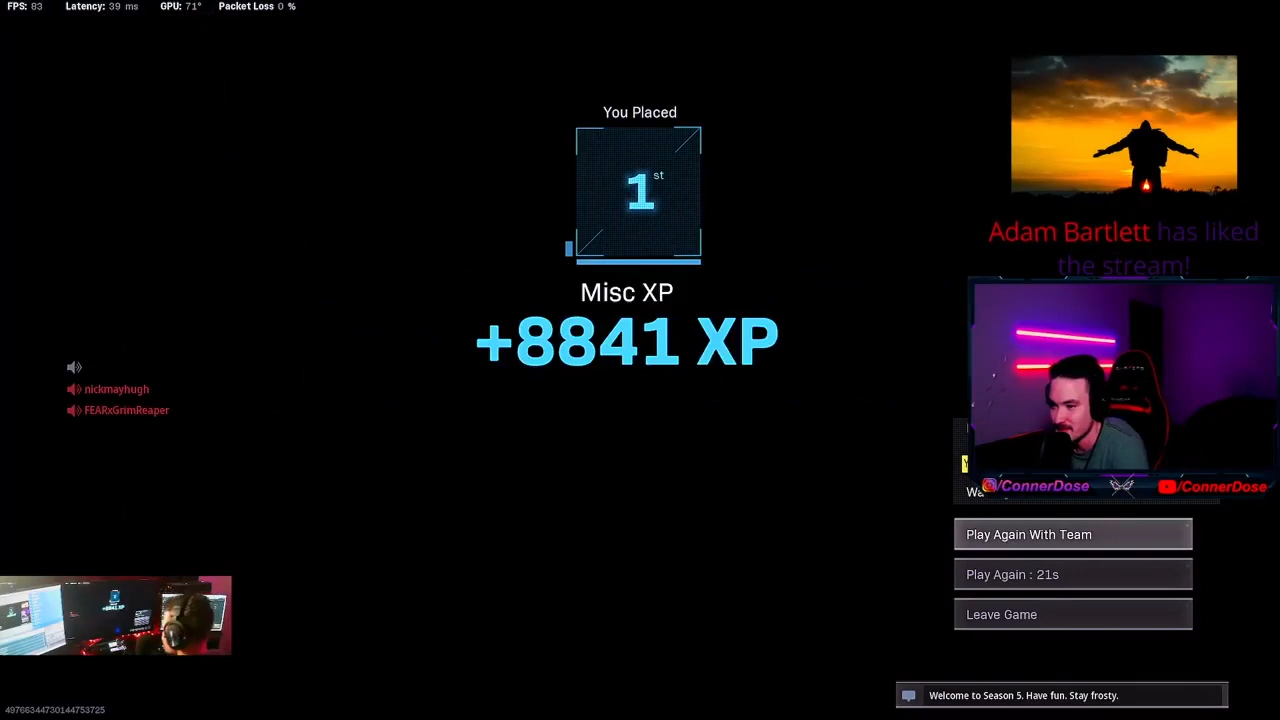 FPS: 83 Latency: 39 ms GPU: 71° Packet Loss 0 %
You Placed
1st
Misc XP
+8841 XP
Adam Bartlett has liked
the stream!
nickmayhugh
FEARxGrimReaper
/ConnerDose /ConnerDose
Play Again With Team
Play Again : 21s
Leave Game
Welcome to Season 5. Have fun. Stay frosty.
49766344730144753725